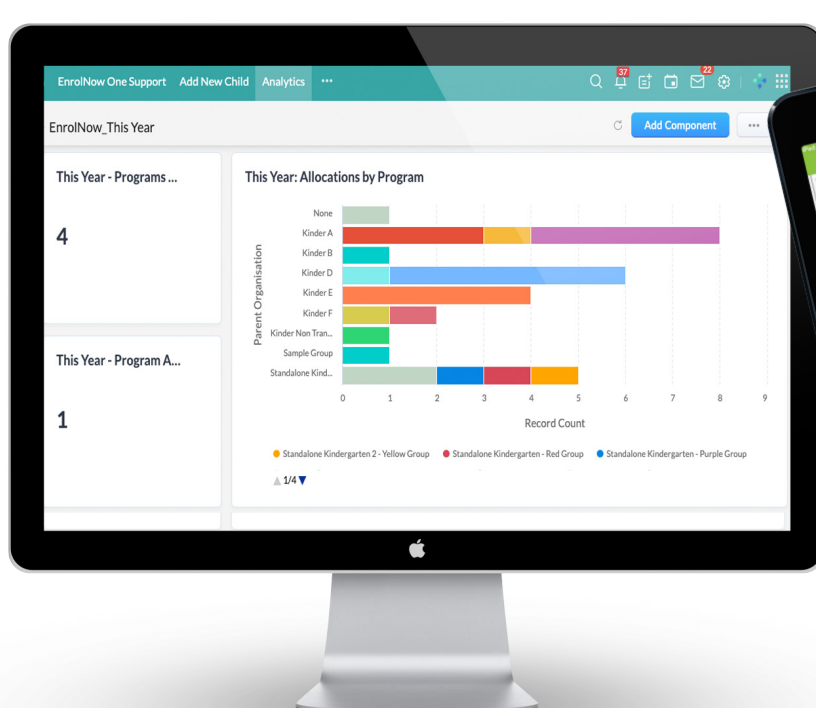 EnrolNow One Support Add New Child Analytics ···
37
22
EnrolNow_This Year
Add Component
···
This Year - Programs ...
4
This Year - Program A...
1
This Year: Allocations by Program
Parent Organisation
None
Kinder A
Kinder B
Kinder D
Kinder E
Kinder F
Kinder Non Tran...
Sample Group
Standalone Kind...
0 1 2 3 4 5 6 7 8 9
Record Count
Standalone Kindergarten 2 - Yellow Group Standalone Kindergarten - Red Group Standalone Kindergarten - Purple Group
1/4